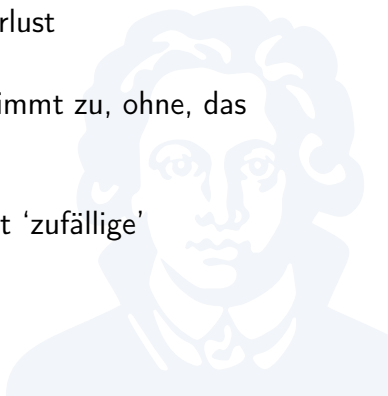 rlust
immt zu, ohne, das
t ‘zufällige’